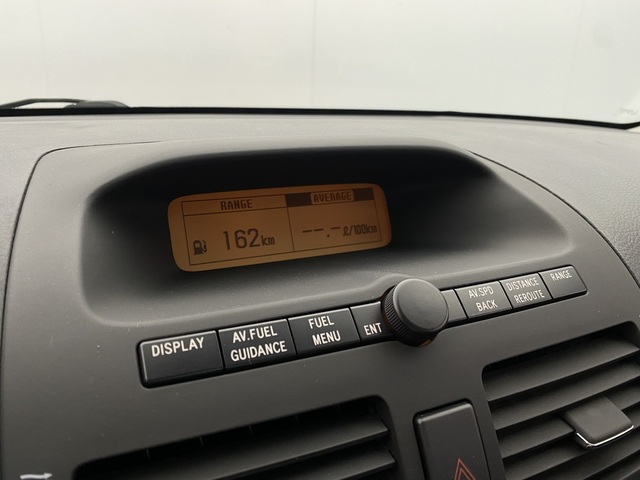 RANGE
AVERAGE
162km
--.- ℓ/100km
DISPLAY
AV.FUEL
GUIDANCE
FUEL
MENU
ENT
AV.SPD
BACK
DISTANCE
REROUTE
RANGE